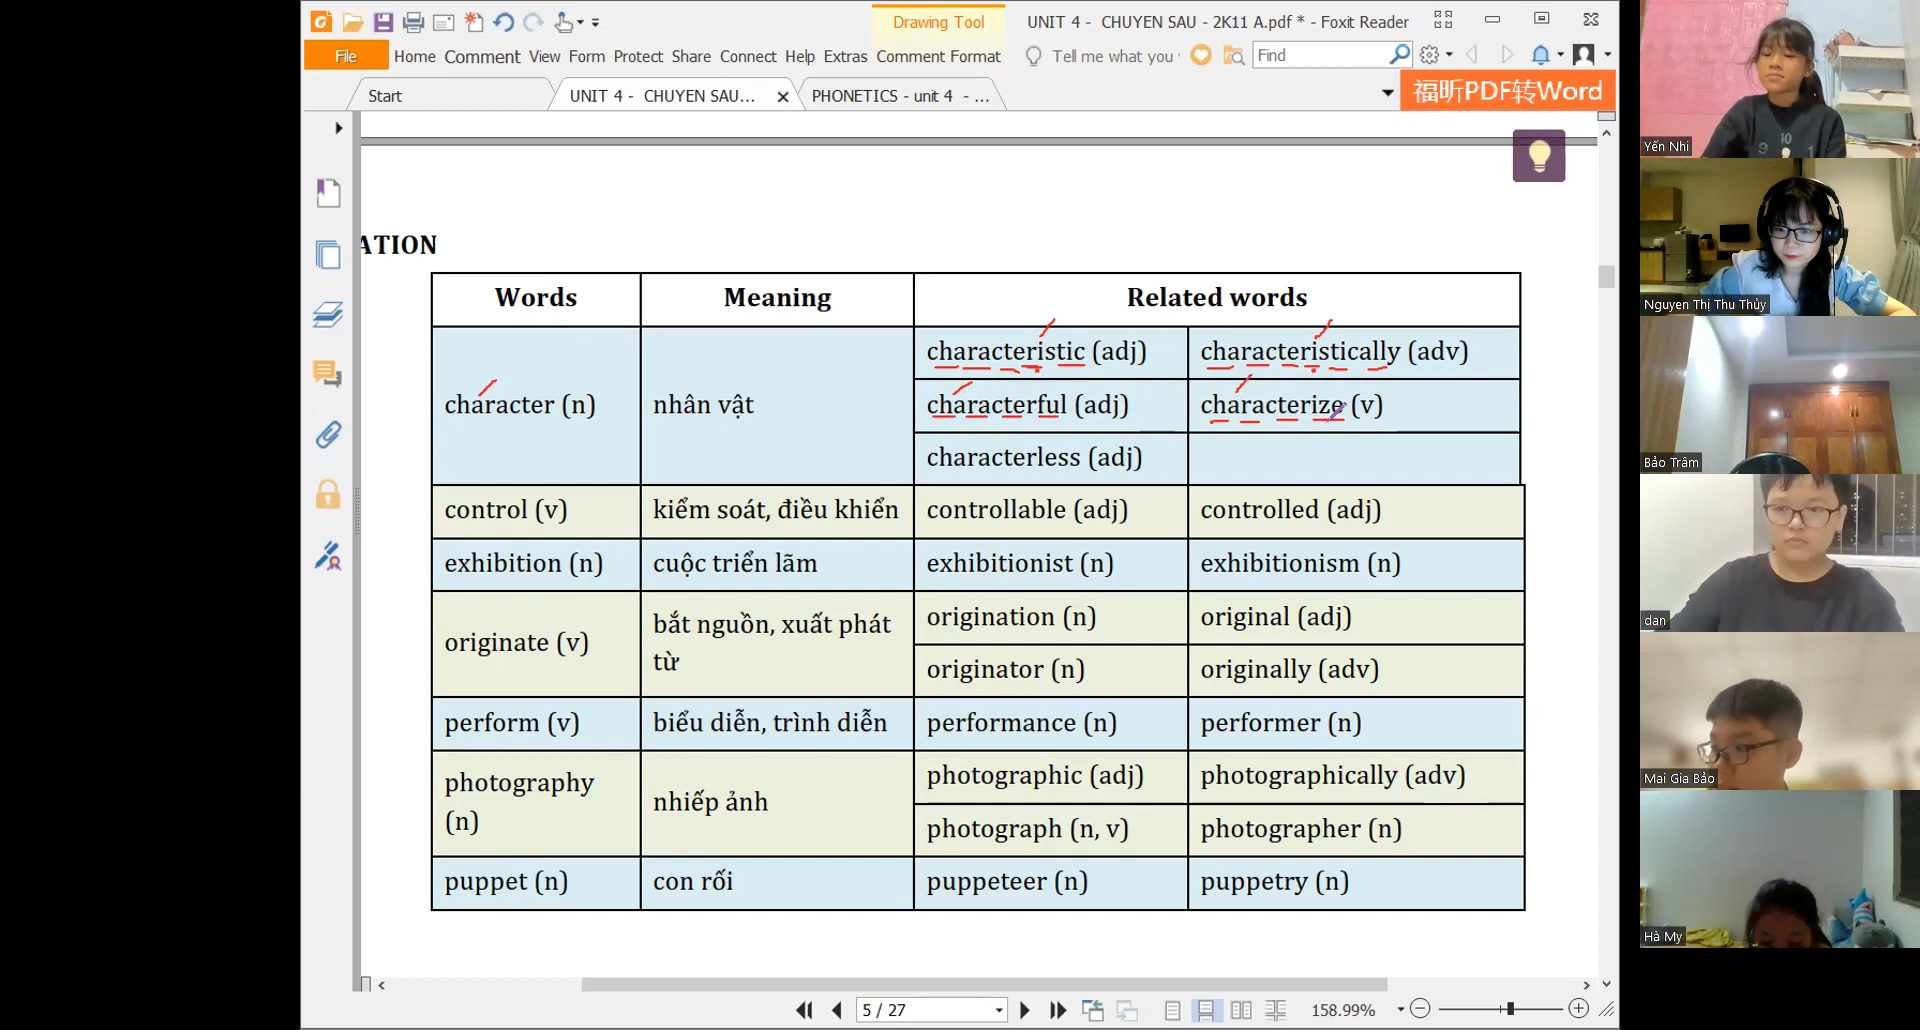 Drawing Tool
UNIT 4 - CHUYEN SAU - 2K11 A.pdf * - Foxit Reader
File Home Comment View Form Protect Share Connect Help Extras Comment Format Tell me what you Find
Start
UNIT 4 - CHUYEN SAU...
PHONETICS - unit 4 - ...
福昕PDF转Word
ATION
Words Meaning Related words
character (n) nhân vật characteristic (adj) characteristically (adv)
characterful (adj) characterize (v)
characterless (adj)
control (v) kiểm soát, điều khiển controllable (adj) controlled (adj)
exhibition (n) cuộc triển lãm exhibitionist (n) exhibitionism (n)
originate (v) bắt nguồn, xuất phát từ origination (n) original (adj)
originator (n) originally (adv)
perform (v) biểu diễn, trình diễn performance (n) performer (n)
photography (n) nhiếp ảnh photographic (adj) photographically (adv)
photograph (n, v) photographer (n)
puppet (n) con rối puppeteer (n) puppetry (n)
5 / 27
158.99%
Yến Nhi
9 10 1
Nguyen Thị Thu Thủy
Bảo Trâm
dan
Mai Gia Bảo
Hà My